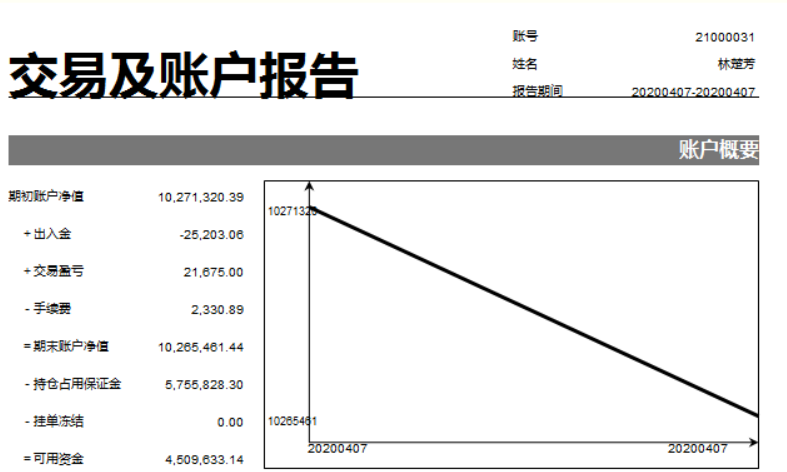 账号 21000031
交易及账户报告
姓名 林楚芳
报告期间 20200407-20200407
账户概要
期初账户净值 10,271,320.39
+出入金 -25,203.06
+交易盈亏 21,675.00
-手续费 2,330.89
=期末账户净值 10,265,461.44
-持仓占用保证金 5,755,828.30
-挂单冻结 0.00
=可用资金 4,509,633.14
10271320
10265461
20200407 20200407